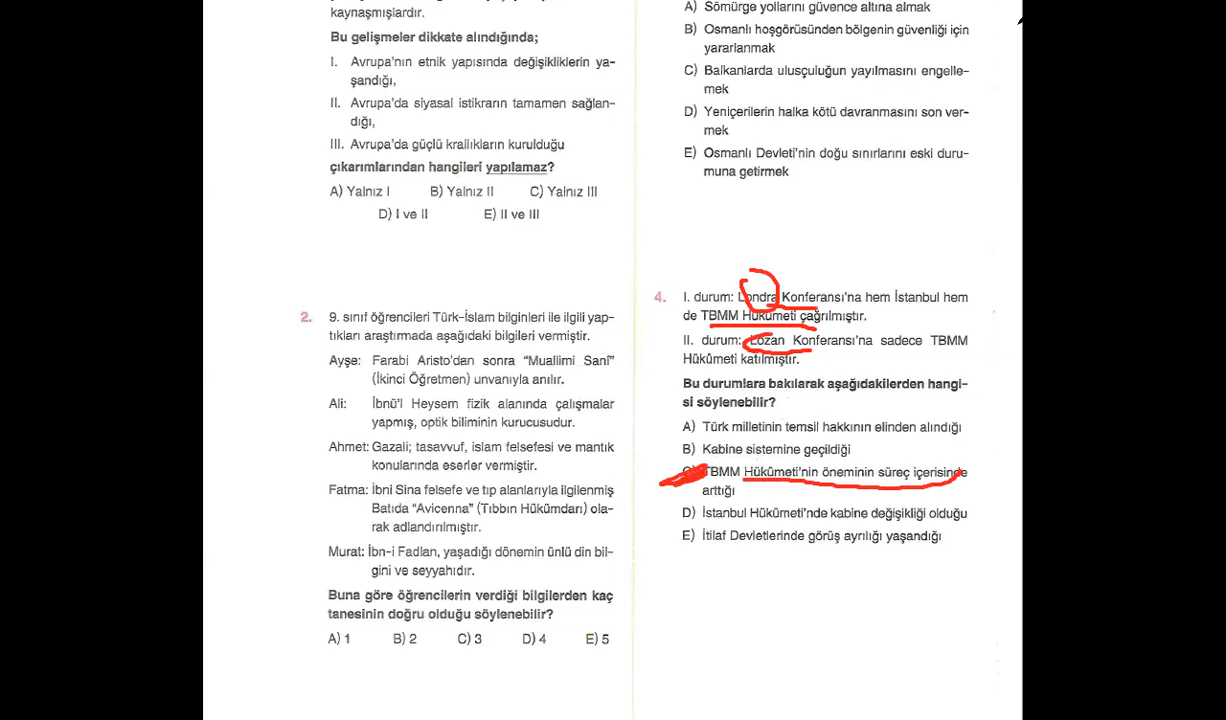 kaynaşmışlardır.
Bu gelişmeler dikkate alındığında;
I. Avrupa'nın etnik yapısında değişikliklerin ya-
şandığı,
II. Avrupa'da siyasal istikrarın tamamen sağlan-
dığı,
III. Avrupa'da güçlü krallıkların kurulduğu
çıkarımlarından hangileri yapılamaz?
A) Yalnız I B) Yalnız II C) Yalnız III
D) I ve II E) II ve III
2. 9. sınıf öğrencileri Türk-İslam bilginleri ile ilgili yap-
tıkları araştırmada aşağıdaki bilgileri vermiştir.
Ayşe: Farabi Aristo'dan sonra “Muallimi Sani”
(İkinci Öğretmen) unvanıyla anılır.
Ali: İbnü'l Heysem fizik alanında çalışmalar
yapmış, optik biliminin kurucusudur.
Ahmet: Gazali; tasavvuf, islam felsefesi ve mantık
konularında eserler vermiştir.
Fatma: İbni Sina felsefe ve tıp alanlarıyla ilgilenmiş
Batıda “Avicenna” (Tıbbın Hükümdarı) ola-
rak adlandırılmıştır.
Murat: İbn-i Fadlan, yaşadığı dönemin ünlü din bil-
gini ve seyyahıdır.
Buna göre öğrencilerin verdiği bilgilerden kaç
tanesinin doğru olduğu söylenebilir?
A) 1 B) 2 C) 3 D) 4 E) 5
A) Sömürge yollarını güvence altına almak
B) Osmanlı hoşgörüsünden bölgenin güvenliği için
yararlanmak
C) Balkanlarda ulusçuluğun yayılmasını engelle-
mek
D) Yeniçerilerin halka kötü davranmasını son ver-
mek
E) Osmanlı Devleti'nin doğu sınırlarını eski duru-
muna getirmek
4. I. durum: Londra Konferansı'na hem İstanbul hem
de TBMM Hükûmeti çağrılmıştır.
II. durum: Lozan Konferansı'na sadece TBMM
Hükûmeti katılmıştır.
Bu durumlara bakılarak aşağıdakilerden hangi-
si söylenebilir?
A) Türk milletinin temsil hakkının elinden alındığı
B) Kabine sistemine geçildiği
C) TBMM Hükûmeti'nin öneminin süreç içerisinde
arttığı
D) İstanbul Hükûmeti'nde kabine değişikliği olduğu
E) İtilaf Devletlerinde görüş ayrılığı yaşandığı